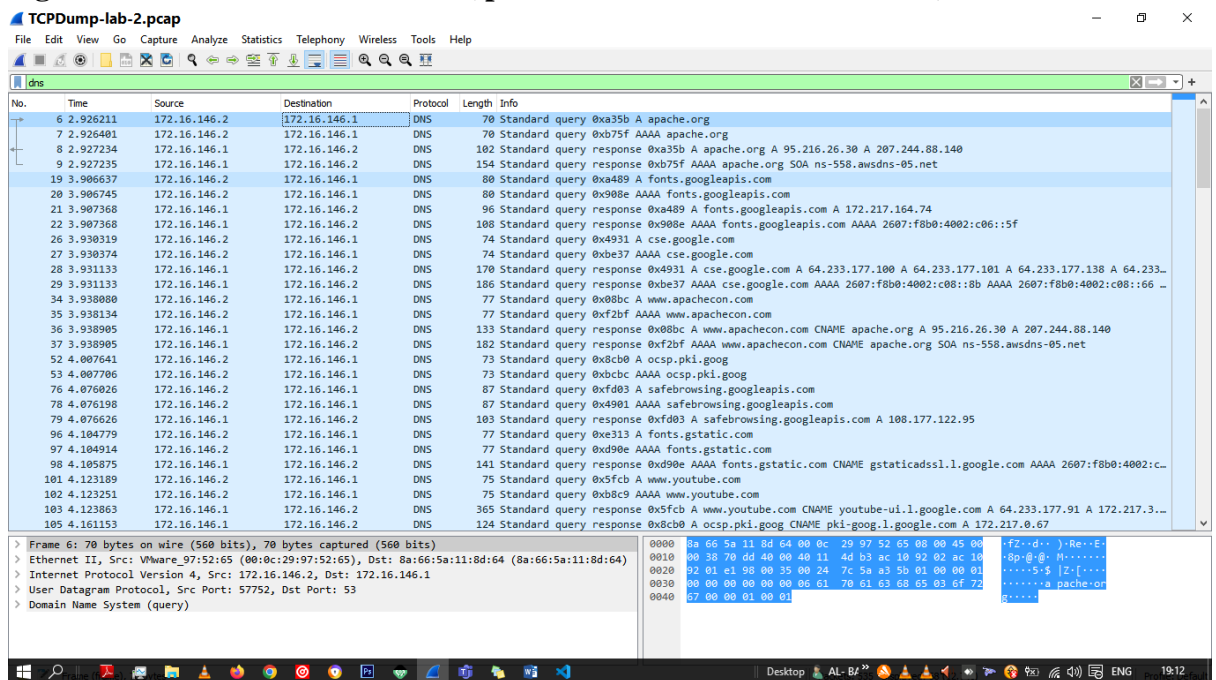 TCPDump-lab-2.pcap
File Edit View Go Capture Analyze Statistics Telephony Wireless Tools Help
dns
No. Time Source Destination Protocol Length Info
6 2.926211 172.16.146.2 172.16.146.1 DNS 70 Standard query 0xa35b A apache.org
7 2.926401 172.16.146.2 172.16.146.1 DNS 70 Standard query 0xb75f AAAA apache.org
8 2.927234 172.16.146.1 172.16.146.2 DNS 102 Standard query response 0xa35b A apache.org A 95.216.26.30 A 207.244.88.140
9 2.927235 172.16.146.1 172.16.146.2 DNS 154 Standard query response 0xb75f AAAA apache.org SOA ns-558.awsdns-05.net
19 3.906637 172.16.146.2 172.16.146.1 DNS 80 Standard query 0xa489 A fonts.googleapis.com
20 3.906745 172.16.146.2 172.16.146.1 DNS 80 Standard query 0x908e AAAA fonts.googleapis.com
21 3.907368 172.16.146.1 172.16.146.2 DNS 96 Standard query response 0xa489 A fonts.googleapis.com A 172.217.164.74
22 3.907368 172.16.146.1 172.16.146.2 DNS 108 Standard query response 0x908e AAAA fonts.googleapis.com AAAA 2607:f8b0:4002:c06::5f
26 3.930319 172.16.146.2 172.16.146.1 DNS 74 Standard query 0x4931 A cse.google.com
27 3.930374 172.16.146.2 172.16.146.1 DNS 74 Standard query 0xbe37 AAAA cse.google.com
28 3.931133 172.16.146.1 172.16.146.2 DNS 170 Standard query response 0x4931 A cse.google.com A 64.233.177.100 A 64.233.177.101 A 64.233.177.138 A 64.233…
29 3.931133 172.16.146.1 172.16.146.2 DNS 186 Standard query response 0xbe37 AAAA cse.google.com AAAA 2607:f8b0:4002:c08::8b AAAA 2607:f8b0:4002:c08::66 …
34 3.938080 172.16.146.2 172.16.146.1 DNS 77 Standard query 0x08bc A www.apachecon.com
35 3.938134 172.16.146.2 172.16.146.1 DNS 77 Standard query 0xf2bf AAAA www.apachecon.com
36 3.938905 172.16.146.1 172.16.146.2 DNS 133 Standard query response 0x08bc A www.apachecon.com CNAME apache.org A 95.216.26.30 A 207.244.88.140
37 3.938905 172.16.146.1 172.16.146.2 DNS 182 Standard query response 0xf2bf AAAA www.apachecon.com CNAME apache.org SOA ns-558.awsdns-05.net
52 4.007641 172.16.146.2 172.16.146.1 DNS 73 Standard query 0x8cb0 A ocsp.pki.goog
53 4.007706 172.16.146.2 172.16.146.1 DNS 73 Standard query 0xbcbc AAAA ocsp.pki.goog
76 4.076026 172.16.146.2 172.16.146.1 DNS 87 Standard query 0xfd03 A safebrowsing.googleapis.com
78 4.076198 172.16.146.2 172.16.146.1 DNS 87 Standard query 0x4901 AAAA safebrowsing.googleapis.com
79 4.076626 172.16.146.1 172.16.146.2 DNS 103 Standard query response 0xfd03 A safebrowsing.googleapis.com A 108.177.122.95
96 4.104779 172.16.146.2 172.16.146.1 DNS 77 Standard query 0xe313 A fonts.gstatic.com
97 4.104914 172.16.146.2 172.16.146.1 DNS 77 Standard query 0xd90e AAAA fonts.gstatic.com
98 4.105875 172.16.146.1 172.16.146.2 DNS 141 Standard query response 0xd90e AAAA fonts.gstatic.com CNAME gstaticadssl.l.google.com AAAA 2607:f8b0:4002:c…
101 4.123189 172.16.146.2 172.16.146.1 DNS 75 Standard query 0x5fcb A www.youtube.com
102 4.123251 172.16.146.2 172.16.146.1 DNS 75 Standard query 0xb8c9 AAAA www.youtube.com
103 4.123863 172.16.146.1 172.16.146.2 DNS 365 Standard query response 0x5fcb A www.youtube.com CNAME youtube-ui.l.google.com A 64.233.177.91 A 172.217.3.…
105 4.161153 172.16.146.1 172.16.146.2 DNS 124 Standard query response 0x8cb0 A ocsp.pki.goog CNAME pki-goog.l.google.com A 172.217.0.67
> Frame 6: 70 bytes on wire (560 bits), 70 bytes captured (560 bits)
> Ethernet II, Src: VMware_97:52:65 (00:0c:29:97:52:65), Dst: 8a:66:5a:11:8d:64 (8a:66:5a:11:8d:64)
> Internet Protocol Version 4, Src: 172.16.146.2, Dst: 172.16.146.1
> User Datagram Protocol, Src Port: 57752, Dst Port: 53
> Domain Name System (query)
0000 8a 66 5a 11 8d 64 00 0c 29 97 52 65 08 00 45 00 ·fZ··d·· )·Re··E·
0010 00 38 70 dd 40 00 40 11 4d b3 ac 10 92 02 ac 10 ·8p·@·@· M·······
0020 92 01 e1 98 00 35 00 24 7c 5a a3 5b 01 00 00 01 ·····5·$ |Z·[····
0030 00 00 00 00 00 00 06 61 70 61 63 68 65 03 6f 72 ·······a pache·or
0040 67 00 00 01 00 01 g·····
Desktop AL- BA ENG 19:12